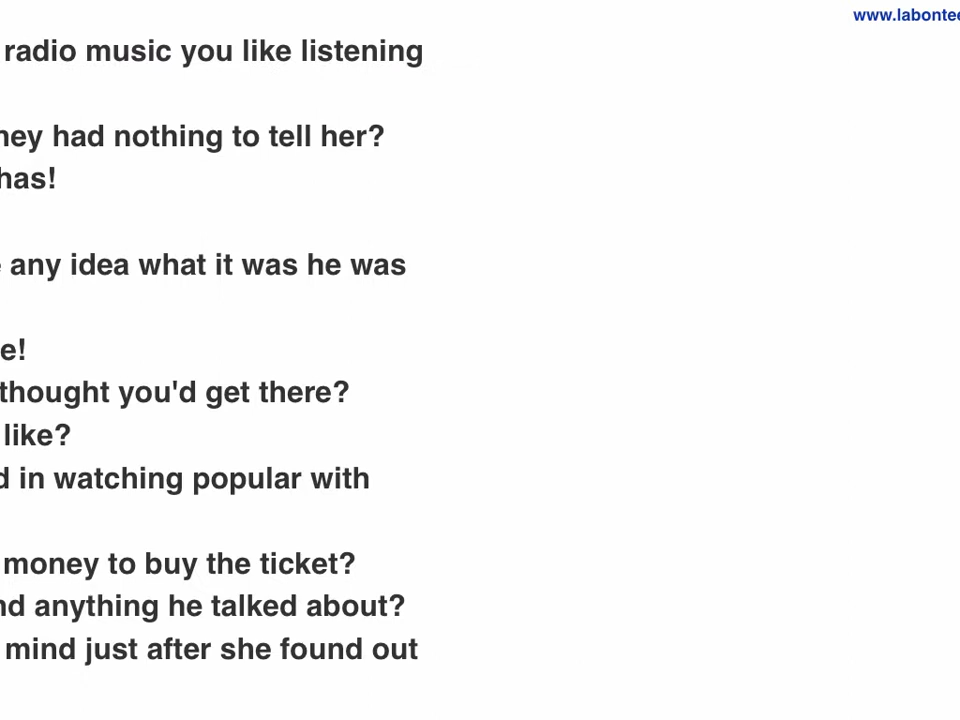 www.labontee
radio music you like listening
hey had nothing to tell her?
has!
any idea what it was he was
e!
thought you'd get there?
like?
d in watching popular with
money to buy the ticket?
nd anything he talked about?
mind just after she found out